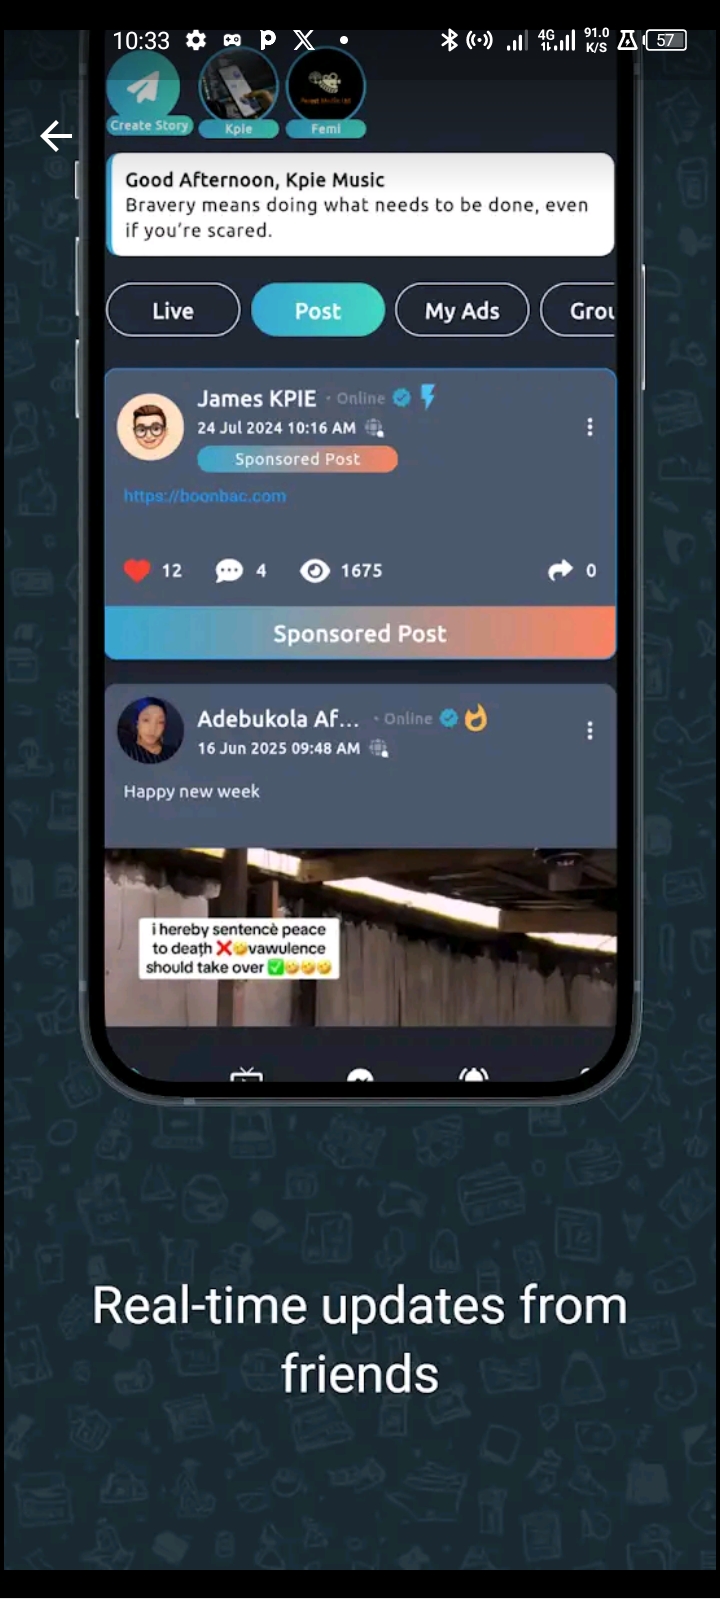 10:33
4G
91.0
K/S
57
Create Story
Kpie
Femi
Good Afternoon, Kpie Music
Bravery means doing what needs to be done, even
if you're scared.
Live
Post
My Ads
Grou
James KPIE · Online
24 Jul 2024 10:16 AM
Sponsored Post
https://boonbac.com
12
4
1675
0
Sponsored Post
Adebukola Af... · Online
16 Jun 2025 09:48 AM
Happy new week
i hereby sentencè peace
to death ❌🤣vawulence
should take over ✅🤣🤣🤣
Real-time updates from
friends